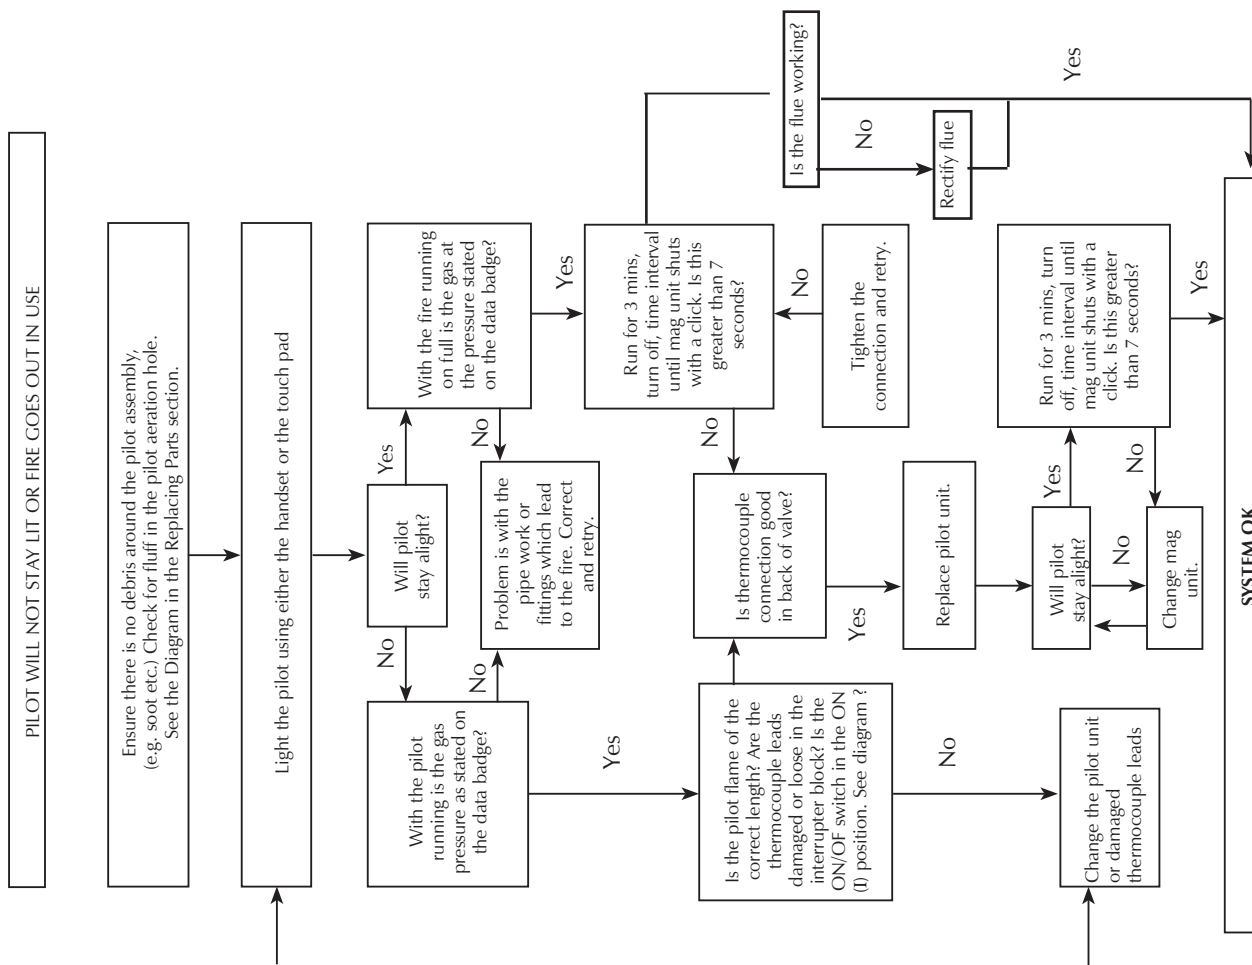 PILOT WILL NOT STAY LIT OR FIRE GOES OUT IN USE
Ensure there is no debris around the pilot assembly,
(e.g. soot etc.) Check for fluff in the pilot aeration hole.
See the Diagram in the Replacing Parts section.
Light the pilot using either the handset or the touch pad
Will pilot
stay alight?
No
Yes
With the pilot
running is the gas
pressure as stated on
the data badge?
With the fire running
on full is the gas at
the pressure stated
on the data badge?
No
No
Problem is with the
pipe work or
fittings which lead
to the fire. Correct
and retry.
Yes
Yes
Is the pilot flame of the
correct length? Are the
thermocouple leads
damaged or loose in the
interrupter block? Is the
ON/OF switch in the ON
(I) position. See diagram ?
Is thermocouple
connection good
in back of valve?
No
Run for 3 mins,
turn off, time interval
until mag unit shuts
with a click. Is this
greater than 7
seconds?
Is the flue working?
No
Yes
Rectify flue
No
Tighten the
connection and retry.
Yes
Replace pilot unit.
No
Will pilot
stay alight?
Yes
No
Change mag
unit.
No
Run for 3 mins, turn
off, time interval until
mag unit shuts with a
click. Is this greater
than 7 seconds?
Yes
Change the pilot unit
or damaged
thermocouple leads
SYSTEM OK